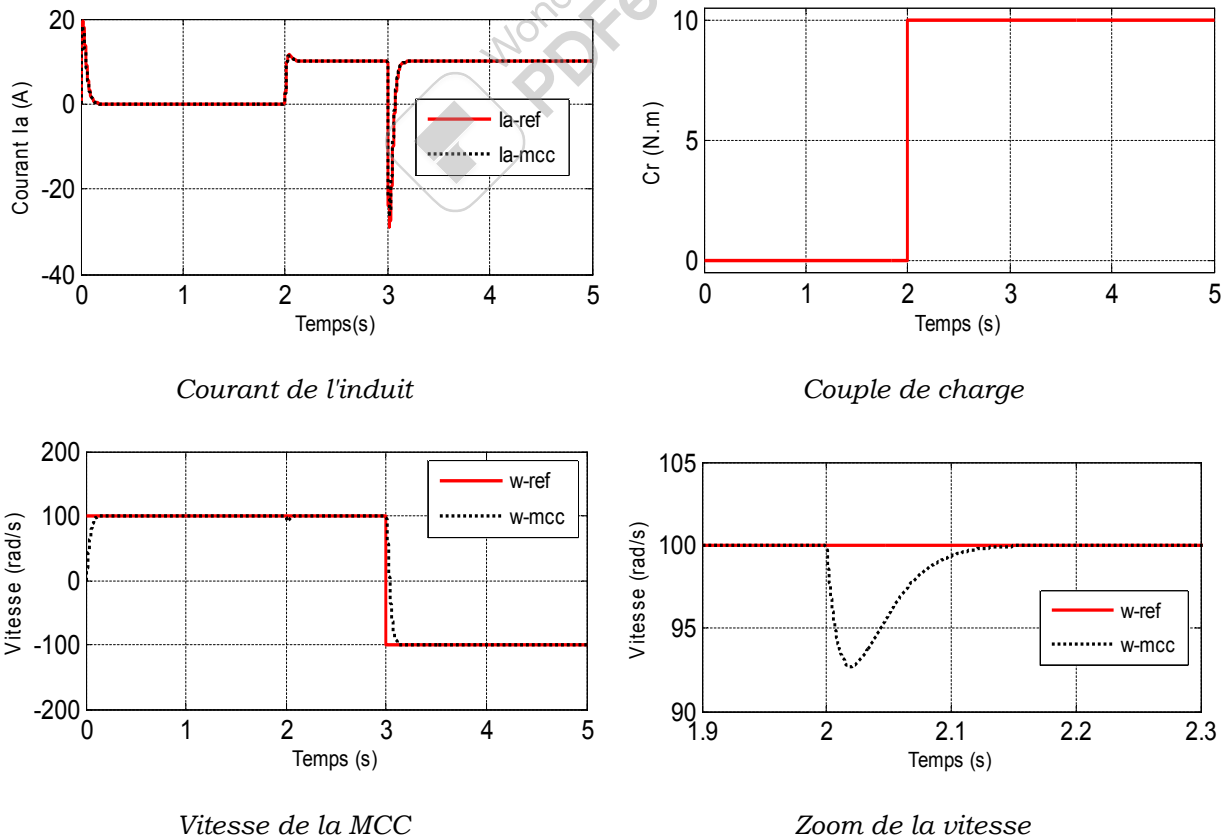 Wond
PDFe
20
0
-20
-40
Courant Ia (A)
Ia-ref
Ia-mcc
0 1 2 3 4 5
Temps(s)
Courant de l'induit
10
5
0
Cr (N.m)
0 1 2 3 4 5
Temps (s)
Couple de charge
200
100
0
-100
-200
Vitesse (rad/s)
w-ref
w-mcc
0 1 2 3 4 5
Temps (s)
Vitesse de la MCC
105
100
95
90
Vitesse (rad/s)
w-ref
w-mcc
1.9 2 2.1 2.2 2.3
Temps (s)
Zoom de la vitesse